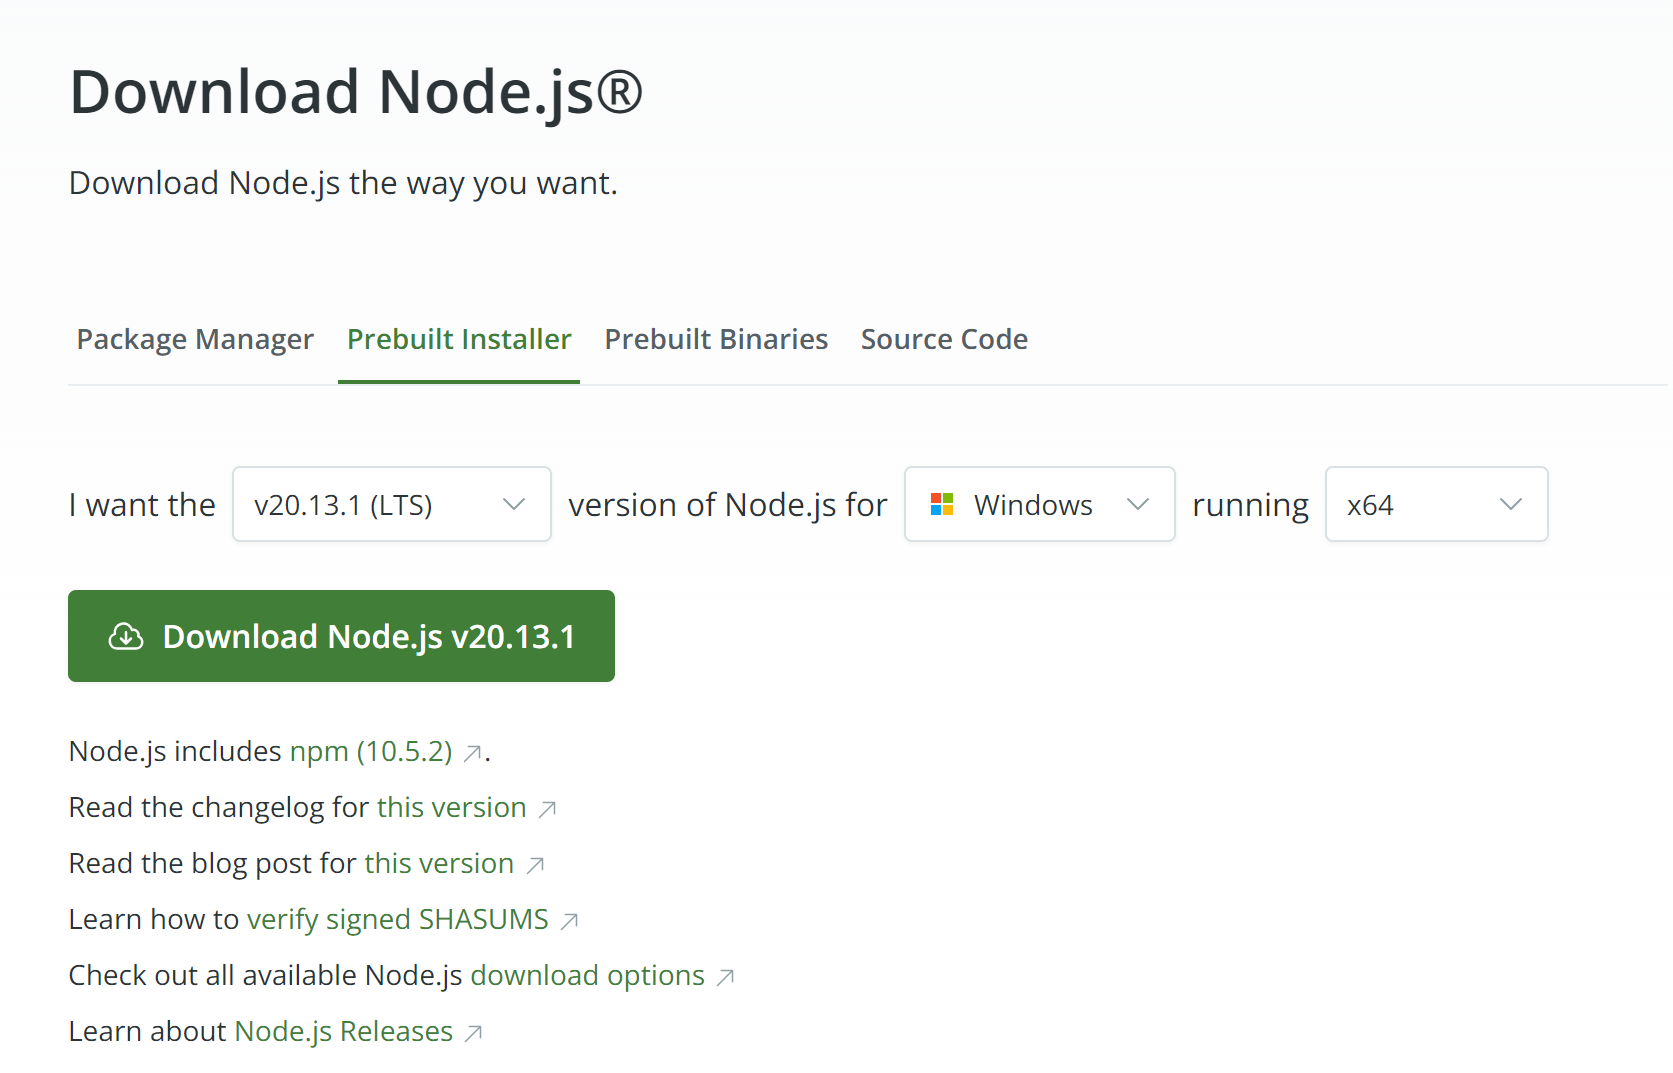 Download Node.js®
Download Node.js the way you want.
Package Manager Prebuilt Installer Prebuilt Binaries Source Code
I want the v20.13.1 (LTS) version of Node.js for Windows running x64
Download Node.js v20.13.1
Node.js includes npm (10.5.2) ↗.
Read the changelog for this version ↗
Read the blog post for this version ↗
Learn how to verify signed SHASUMS ↗
Check out all available Node.js download options ↗
Learn about Node.js Releases ↗